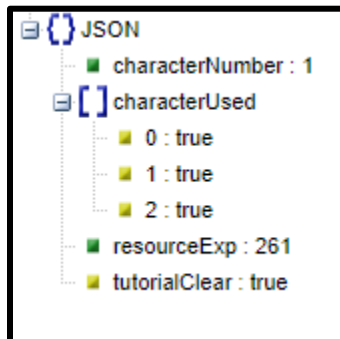 {} JSON
characterNumber : 1
[] characterUsed
0 : true
1 : true
2 : true
resourceExp : 261
tutorialClear : true